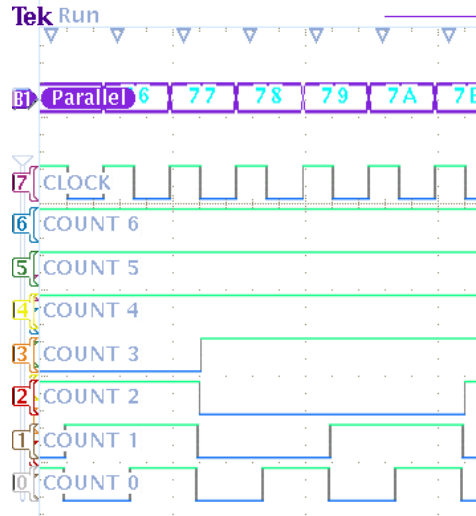 Tek Run
B1 Parallel 6 77 78 79 7A 7B
7 CLOCK
6 COUNT 6
5 COUNT 5
4 COUNT 4
3 COUNT 3
2 COUNT 2
1 COUNT 1
0 COUNT 0